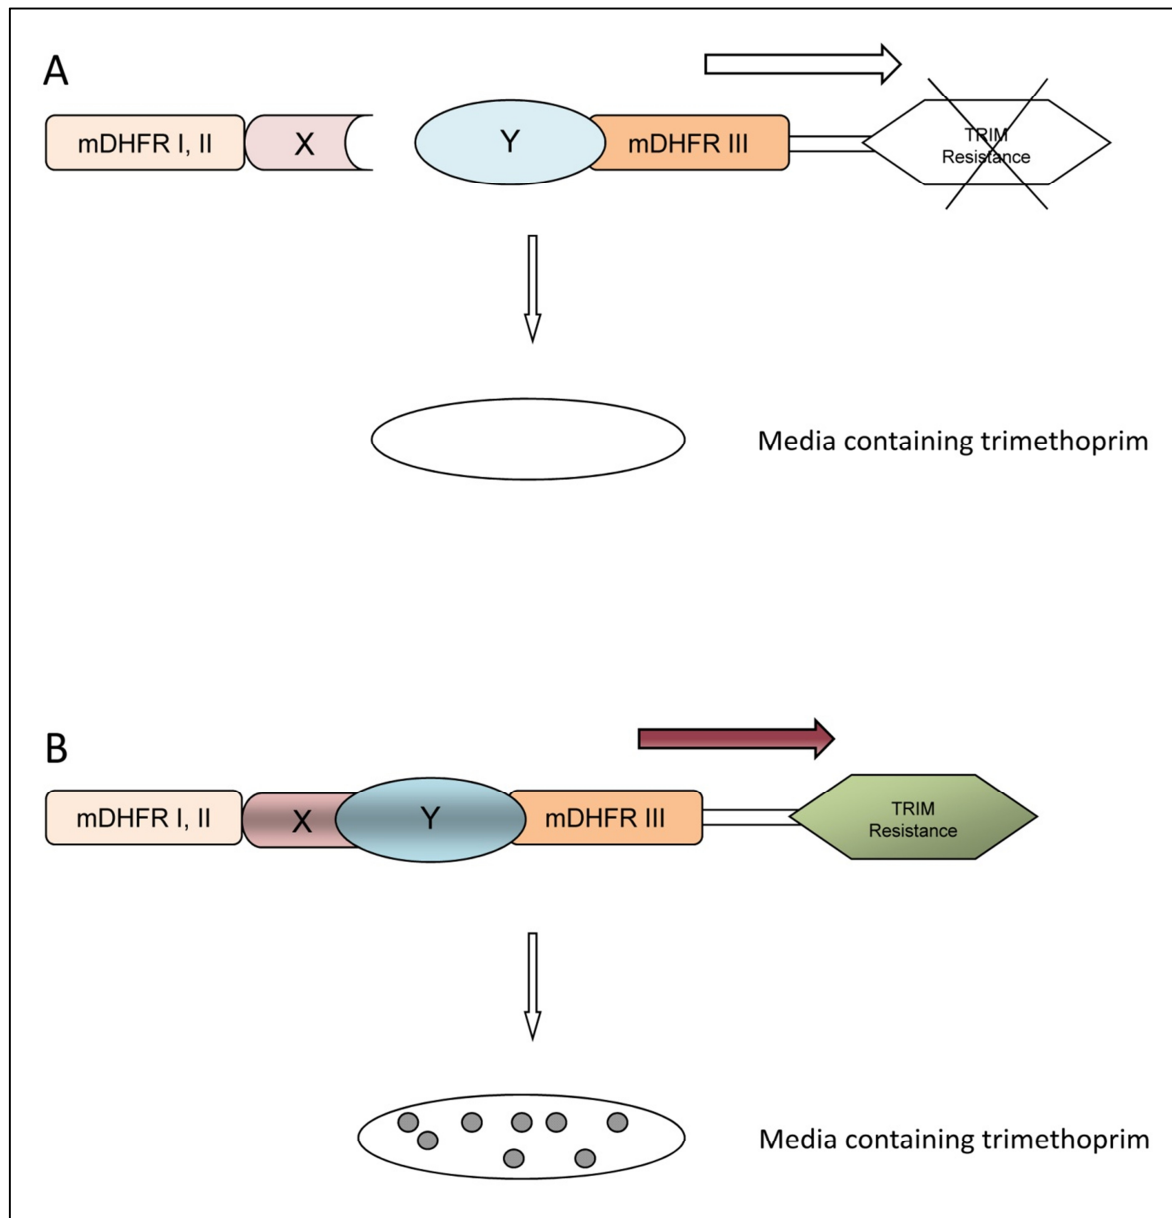 A
mDHFR I, II
X
Y
mDHFR III
TRIM
Resistance
Media containing trimethoprim
B
mDHFR I, II
X
Y
mDHFR III
TRIM
Resistance
Media containing trimethoprim